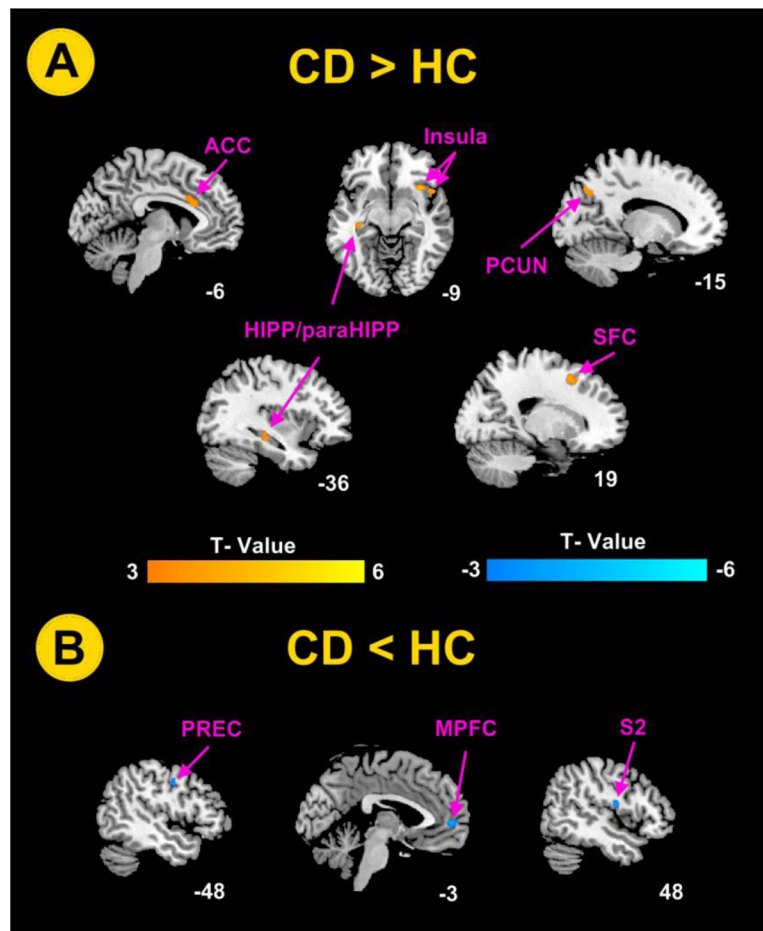 A
CD > HC
ACC
Insula
PCUN
-6
-9
-15
HIPP/paraHIPP
SFC
-36
19
T- Value
3
6
T- Value
-3
-6
B
CD < HC
PREC
MPFC
S2
-48
-3
48